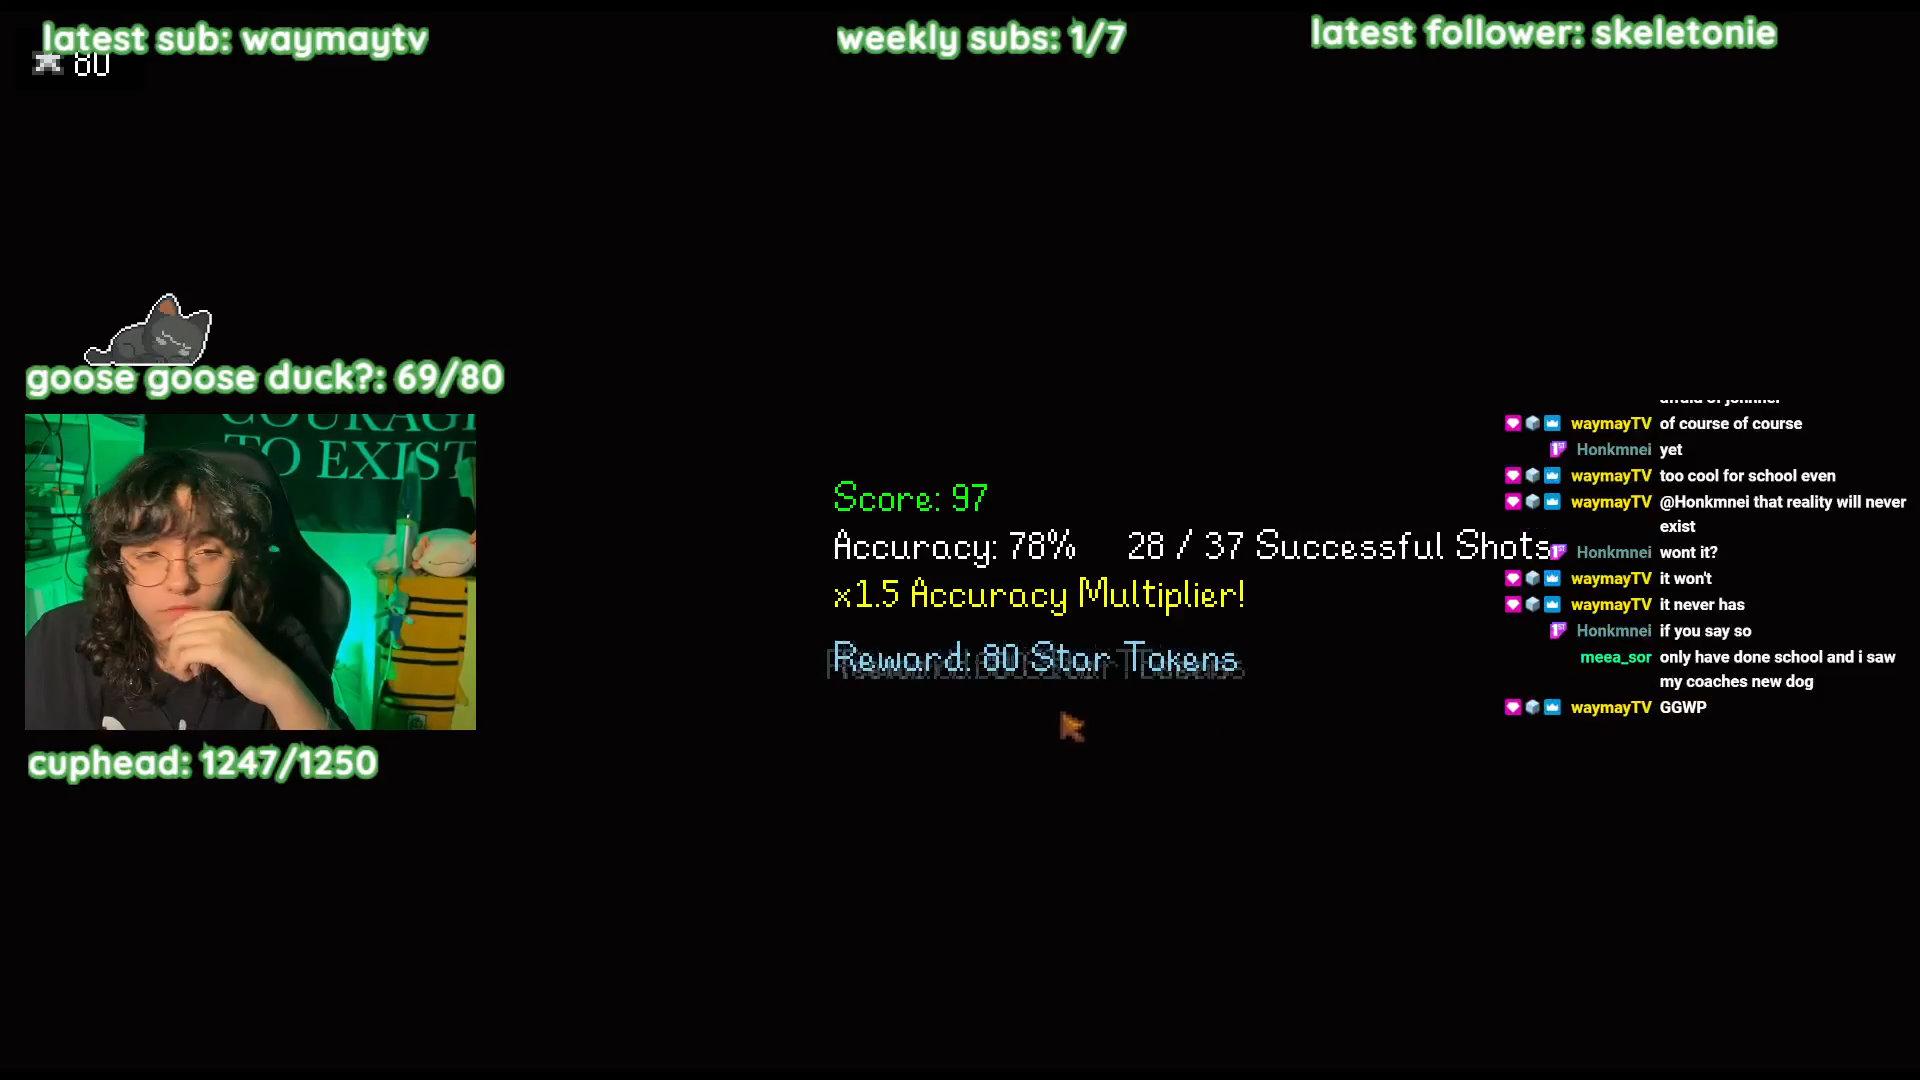 latest sub: waymaytv
weekly subs: 1/7
latest follower: skeletonie
80
goose goose duck?: 69/80
COURAGE
TO EXIST
cuphead: 1247/1250
Score: 97
Accuracy: 78% 28 / 37 Successful Shots
x1.5 Accuracy Multiplier!
Reward: 80 Star Tokens
waymayTV of course of course
Honkmnei yet
waymayTV too cool for school even
waymayTV @Honkmnei that reality will never
exist
Honkmnei wont it?
waymayTV it won't
waymayTV it never has
Honkmnei if you say so
meea_sor only have done school and i saw
my coaches new dog
waymayTV GGWP